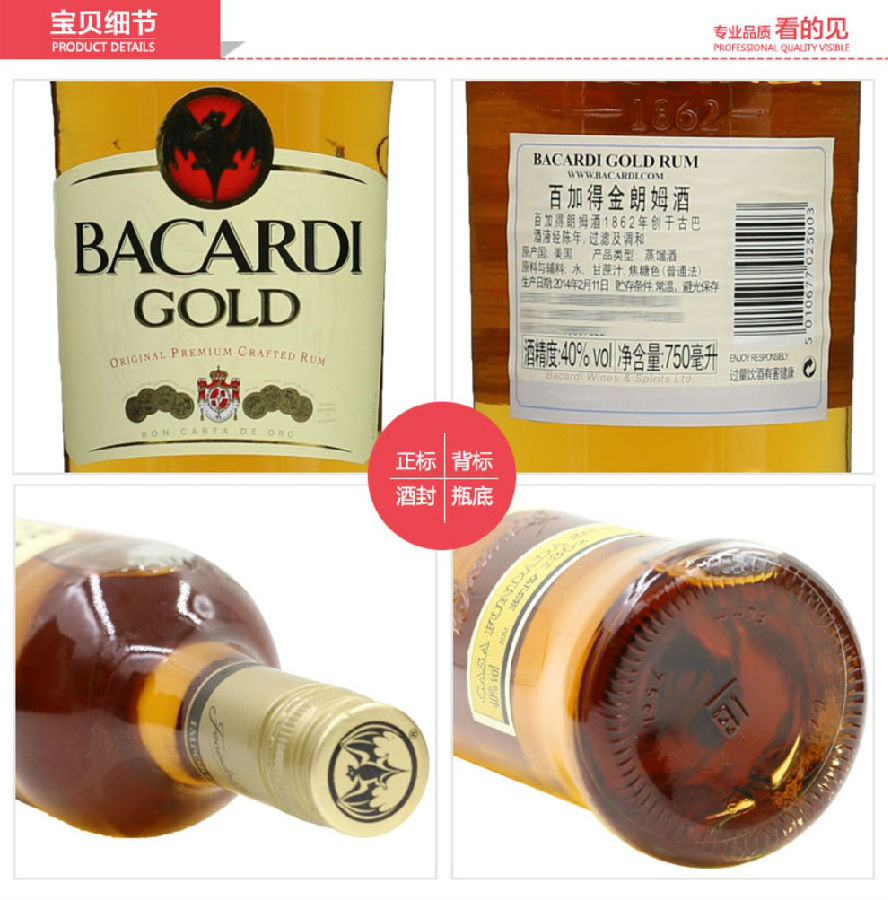 宝贝细节
PRODUCT DETAILS
专业品质 看的见
PROFESSIONAL QUALITY VISIBLE
BACARDI
GOLD
ORIGINAL PREMIUM CRAFTED RUM
RON CARTA DE ORO
1862
BACARDI GOLD RUM
WWW.BACARDI.COM
百加得金朗姆酒
百加得朗姆酒1862年创于古巴
酒液经陈年,过滤及调和
原产国:美国 产品类型:蒸馏酒
原料与辅料:水,甘蔗汁,焦糖色(普通法)
生产日期:2014年2月11日 贮存条件:常温、避光保存
酒精度:40% vol 净含量:750毫升
Bacardi Wines & Spirits Ltd.
5 010677 025003
ENJOY RESPONSIBLY
过量饮酒有害健康
正标 背标
酒封 瓶底
CASA FUNDADA EN
40% vol